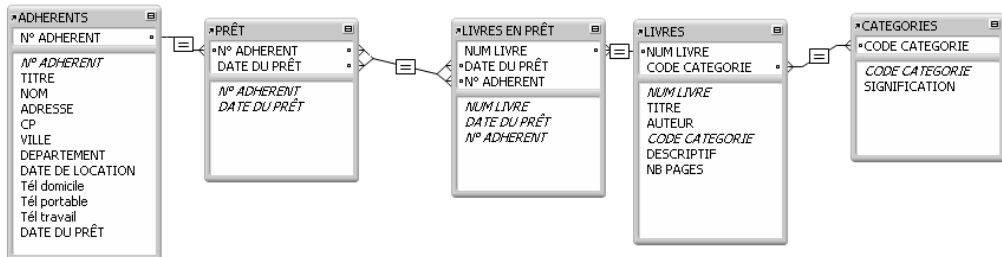 ADHERENTS
N° ADHERENT
N° ADHERENT
TITRE
NOM
ADRESSE
CP
VILLE
DEPARTEMENT
DATE DE LOCATION
Tél domicile
Tél portable
Tél travail
DATE DU PRÊT
=
PRÊT
N° ADHERENT
DATE DU PRÊT
N° ADHERENT
DATE DU PRÊT
=
LIVRES EN PRÊT
NUM LIVRE
DATE DU PRÊT
N° ADHERENT
NUM LIVRE
DATE DU PRÊT
N° ADHERENT
=
LIVRES
NUM LIVRE
CODE CATEGORIE
NUM LIVRE
TITRE
AUTEUR
CODE CATEGORIE
DESCRIPTIF
NB PAGES
=
CATEGORIES
CODE CATEGORIE
CODE CATEGORIE
SIGNIFICATION